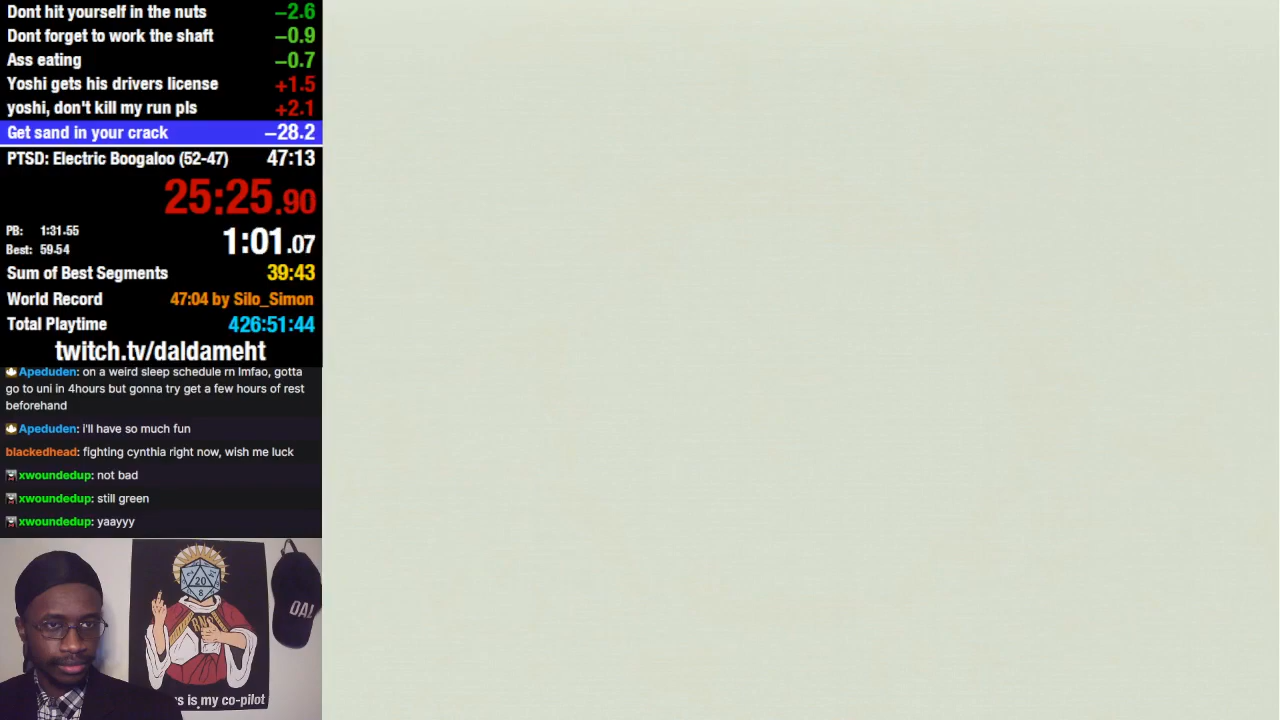 Dont hit yourself in the nuts −2.6
Dont forget to work the shaft −0.9
Ass eating −0.7
Yoshi gets his drivers license +1.5
yoshi, don't kill my run pls +2.1
Get sand in your crack −28.2
PTSD: Electric Boogaloo (52-47) 47:13
25:25.90
PB: 1:31.55
1:01.07
Best: 59.54
Sum of Best Segments 39:43
World Record 47:04 by Silo_Simon
Total Playtime 426:51:44
twitch.tv/daldameht
Apeduden: on a weird sleep schedule rn lmfao, gotta
go to uni in 4hours but gonna try get a few hours of rest
beforehand
Apeduden: i'll have so much fun
blackedhead: fighting cynthia right now, wish me luck
xwoundedup: not bad
xwoundedup: still green
xwoundedup: yaayyy
20
8
s is my co-pilot